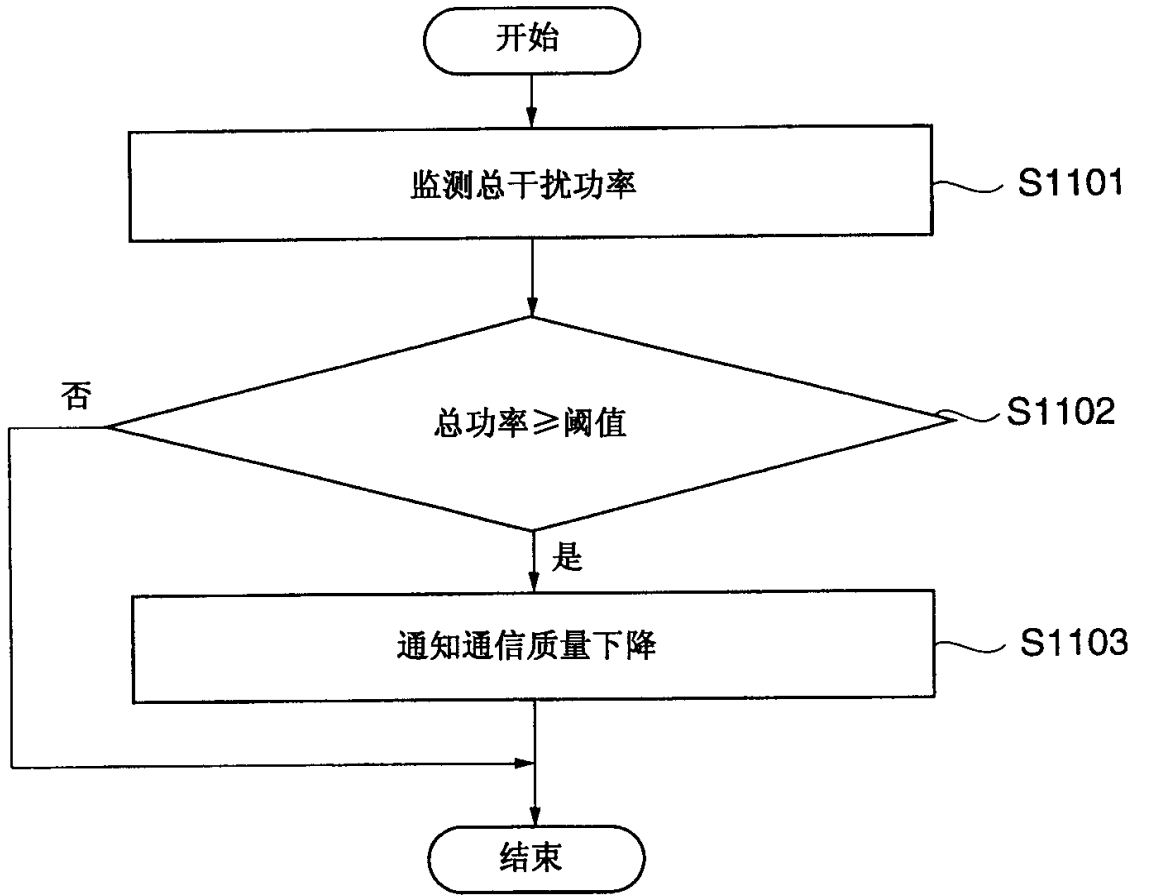 开始
监测总干扰功率
S1101
否
总功率≥阈值
S1102
是
通知通信质量下降
S1103
结束